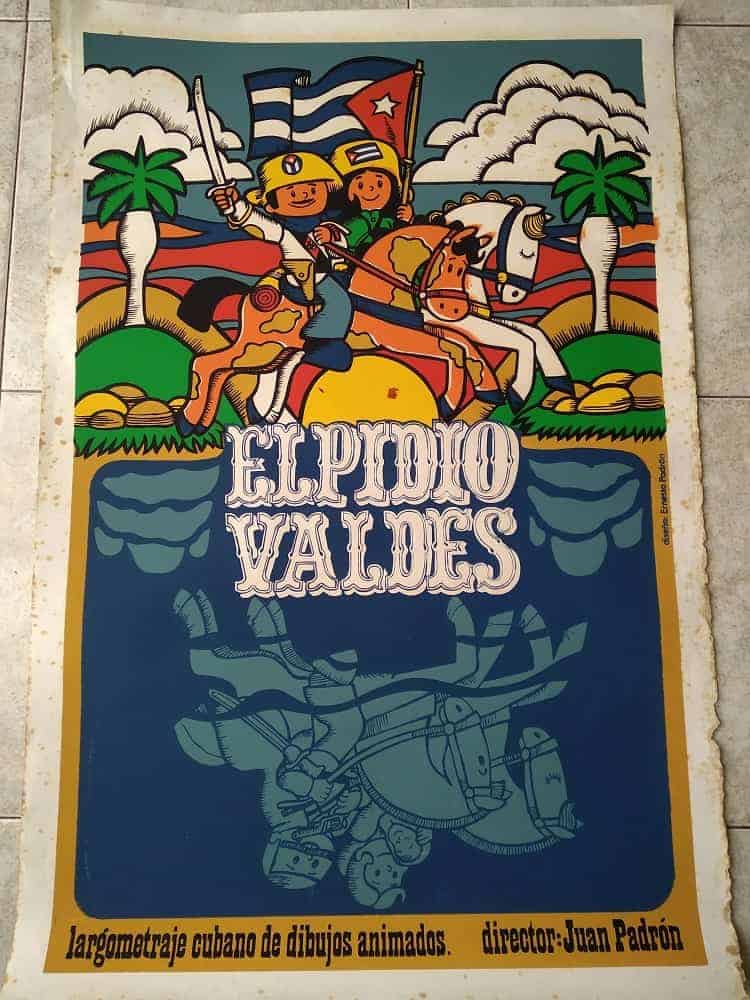 ELPIDIO
VALDES
diseño: Ernesto Padrón
largometraje cubano de dibujos animados. director: Juan Padrón